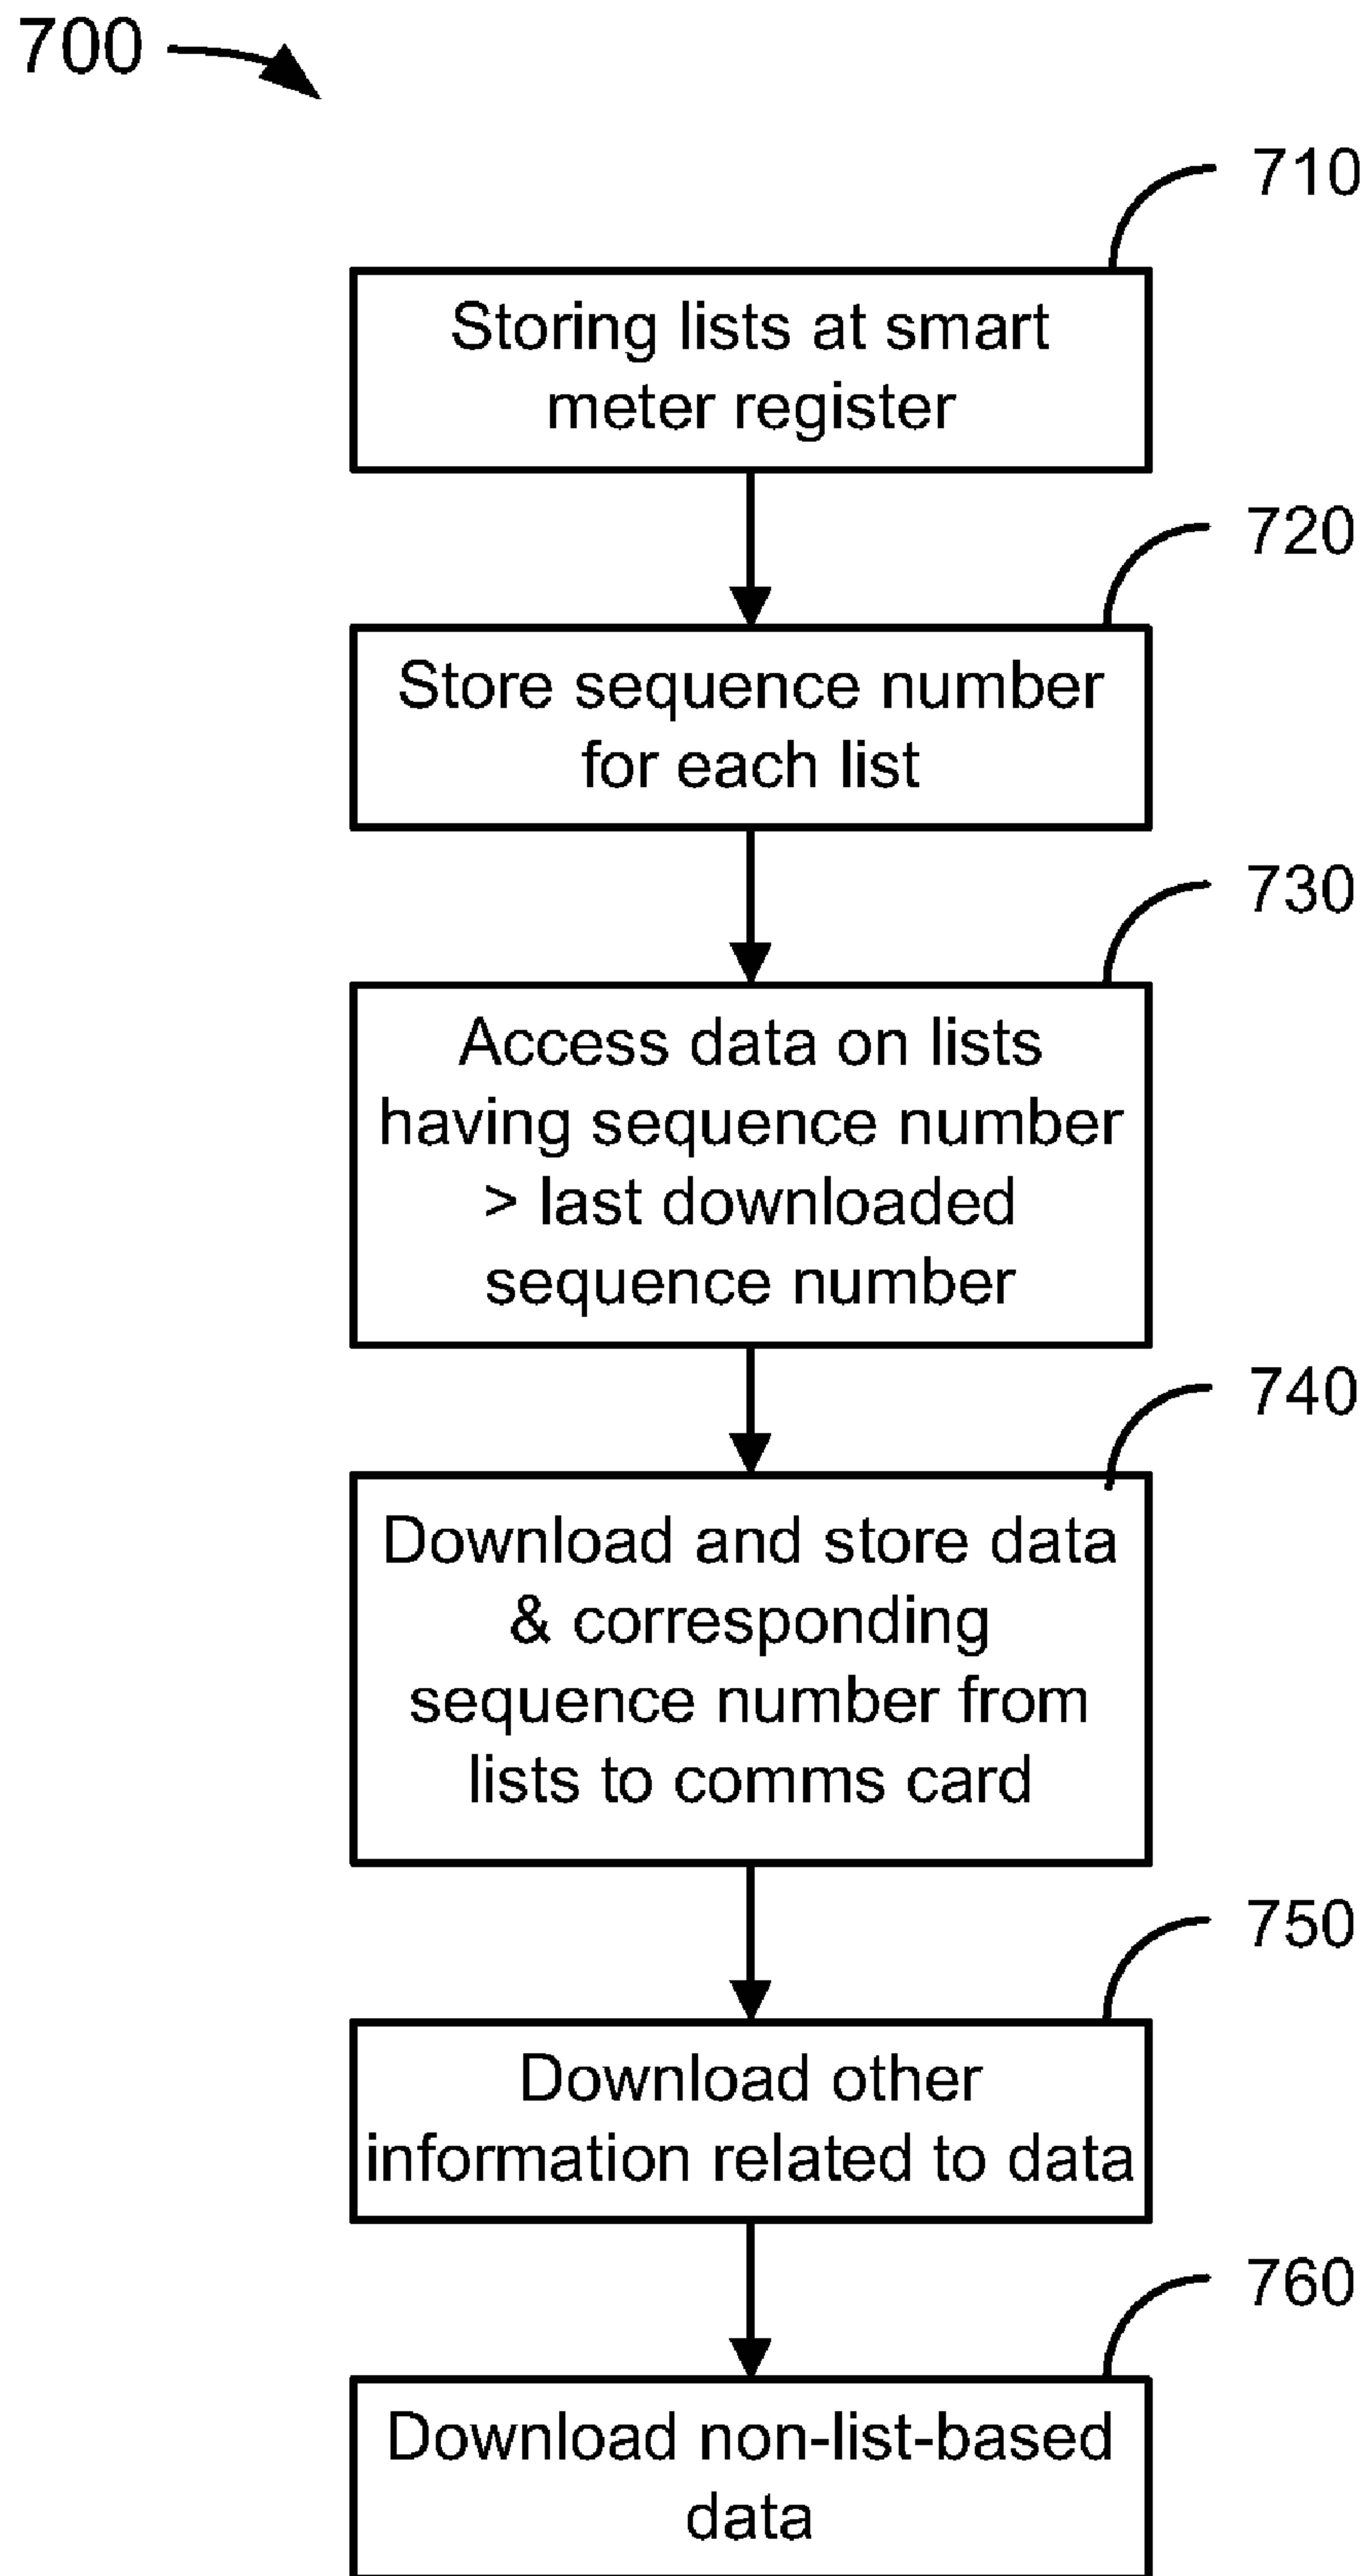 700
710
Storing lists at smart
meter register
720
Store sequence number
for each list
730
Access data on lists
having sequence number
> last downloaded
sequence number
740
Download and store data
& corresponding
sequence number from
lists to comms card
750
Download other
information related to data
760
Download non-list-based
data